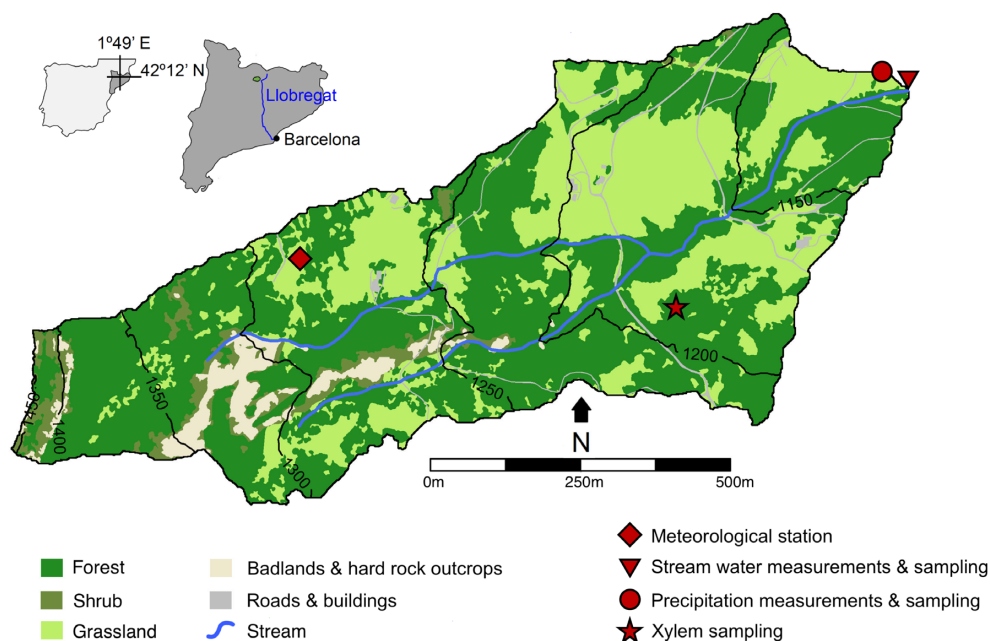 1º49’ E
42º12’ N
Llobregat
Barcelona
1150
1200
1250
1300
1350
1400
1450
N
0m
250m
500m
Forest
Shrub
Grassland
Badlands & hard rock outcrops
Roads & buildings
Stream
Meteorological station
Stream water measurements & sampling
Precipitation measurements & sampling
Xylem sampling